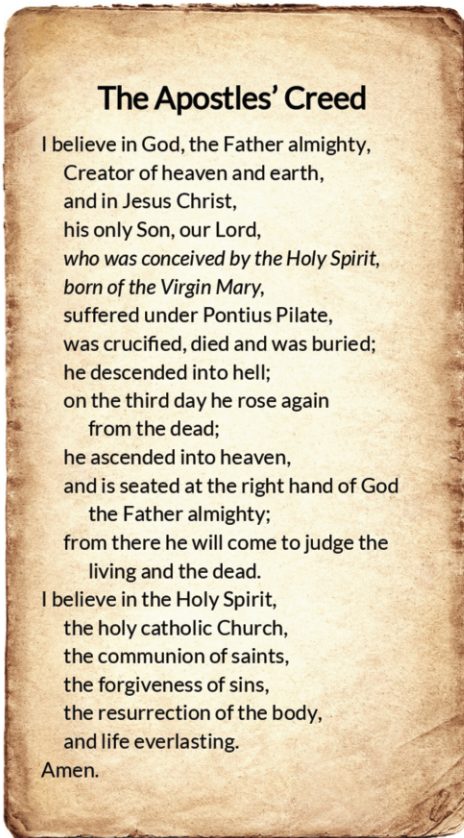 The Apostles’ Creed
I believe in God, the Father almighty,
Creator of heaven and earth,
and in Jesus Christ,
his only Son, our Lord,
who was conceived by the Holy Spirit,
born of the Virgin Mary,
suffered under Pontius Pilate,
was crucified, died and was buried;
he descended into hell;
on the third day he rose again
from the dead;
he ascended into heaven,
and is seated at the right hand of God
the Father almighty;
from there he will come to judge the
living and the dead.
I believe in the Holy Spirit,
the holy catholic Church,
the communion of saints,
the forgiveness of sins,
the resurrection of the body,
and life everlasting.
Amen.